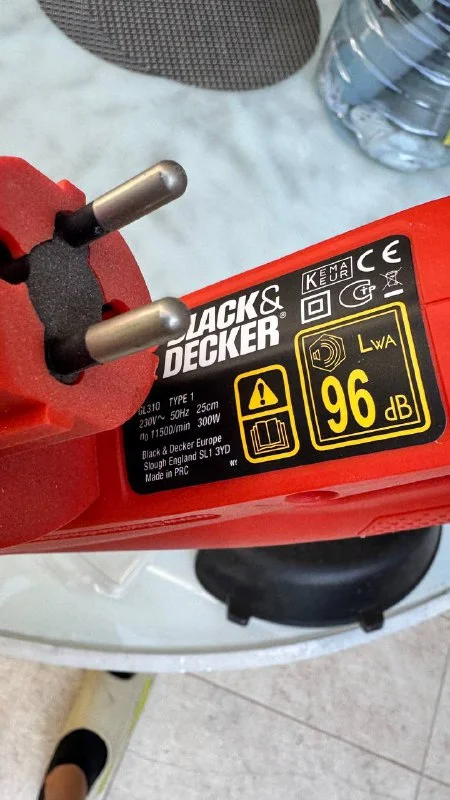 BLACK&
DECKER®
KEMA
KEUR
CE
GL310 TYPE 1
230V~ 50Hz 25cm
n₀ 11500/min 300W
Black & Decker Europe
Slough England SL1 3YD
Made in PRC
WY
LWA
96 dB